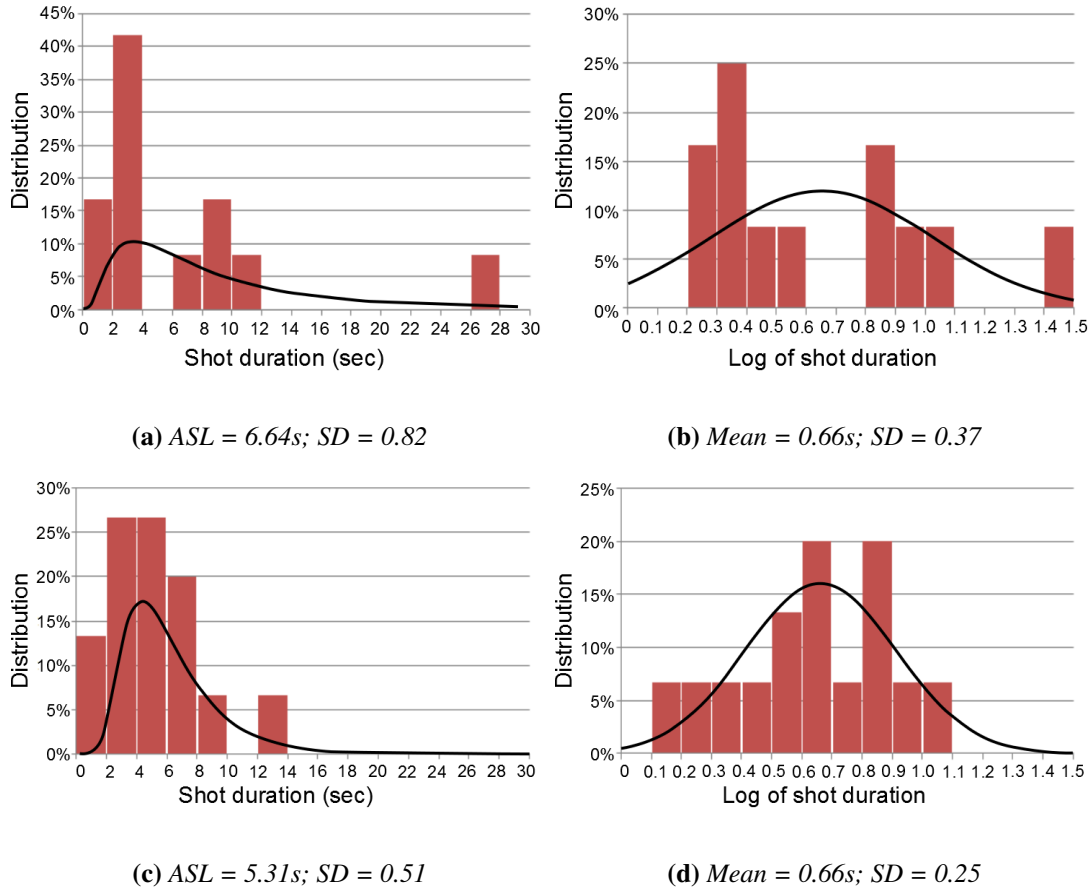 45%
40%
35%
30%
25%
20%
15%
10%
5%
0%
Distribution
0 2 4 6 8 10 12 14 16 18 20 22 24 26 28 30
Shot duration (sec)
(a) ASL = 6.64s; SD = 0.82
30%
25%
20%
15%
10%
5%
0%
Distribution
0 0.1 0.2 0.3 0.4 0.5 0.6 0.7 0.8 0.9 1.0 1.1 1.2 1.3 1.4 1.5
Log of shot duration
(b) Mean = 0.66s; SD = 0.37
30%
25%
20%
15%
10%
5%
0%
Distribution
0 2 4 6 8 10 12 14 16 18 20 22 24 26 28 30
Shot duration (sec)
(c) ASL = 5.31s; SD = 0.51
25%
20%
15%
10%
5%
0%
Distribution
0 0.1 0.2 0.3 0.4 0.5 0.6 0.7 0.8 0.9 1.0 1.1 1.2 1.3 1.4 1.5
Log of shot duration
(d) Mean = 0.66s; SD = 0.25